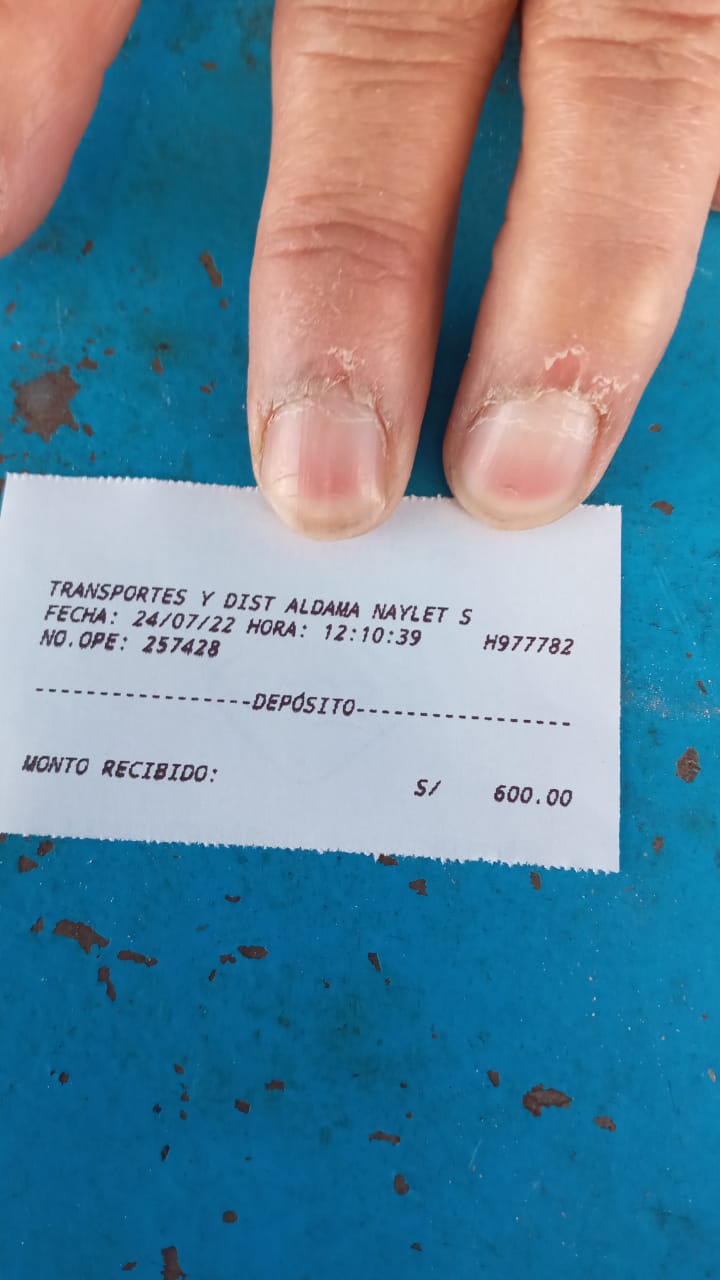 TRANSPORTES Y DIST ALDAMA NAYLET S
FECHA: 24/07/22 HORA: 12:10:39 H977782
NO.OPE: 257428
-----------------DEPÓSITO-----------------
MONTO RECIBIDO: S/ 600.00